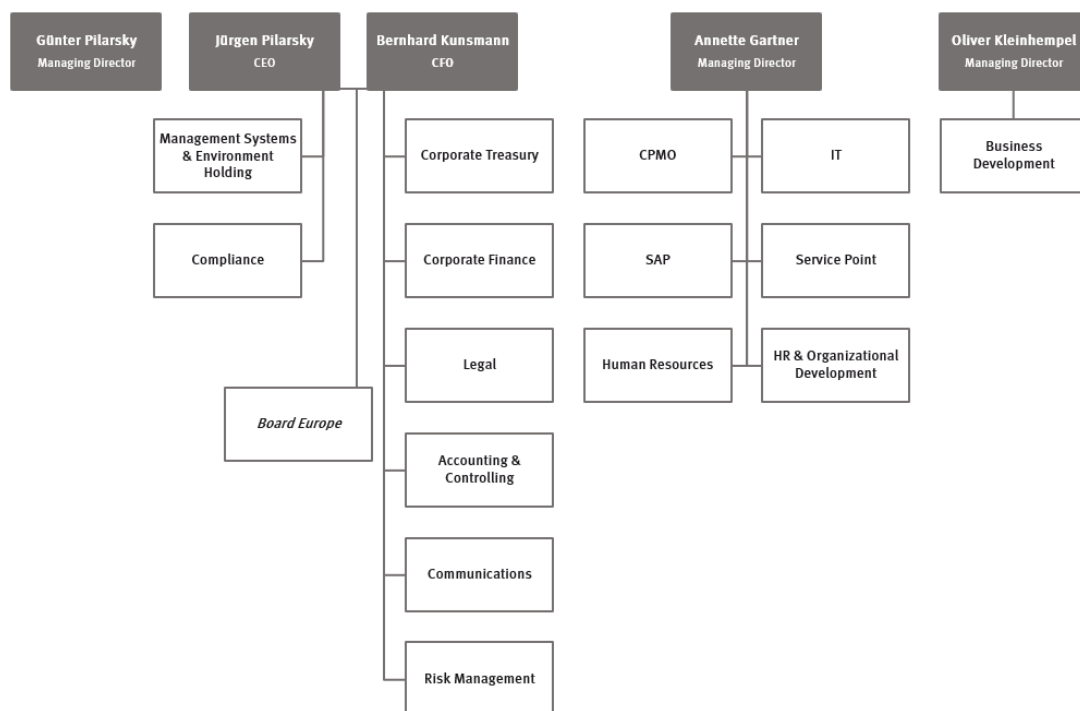 Günter Pilarsky
Managing Director
Jürgen Pilarsky
CEO
Bernhard Kunsmann
CFO
Annette Gartner
Managing Director
Oliver Kleinhempel
Managing Director
Management Systems
& Environment
Holding
Corporate Treasury
CPMO
IT
Business
Development
Compliance
Corporate Finance
SAP
Service Point
Legal
Human Resources
HR & Organizational
Development
Board Europe
Accounting &
Controlling
Communications
Risk Management